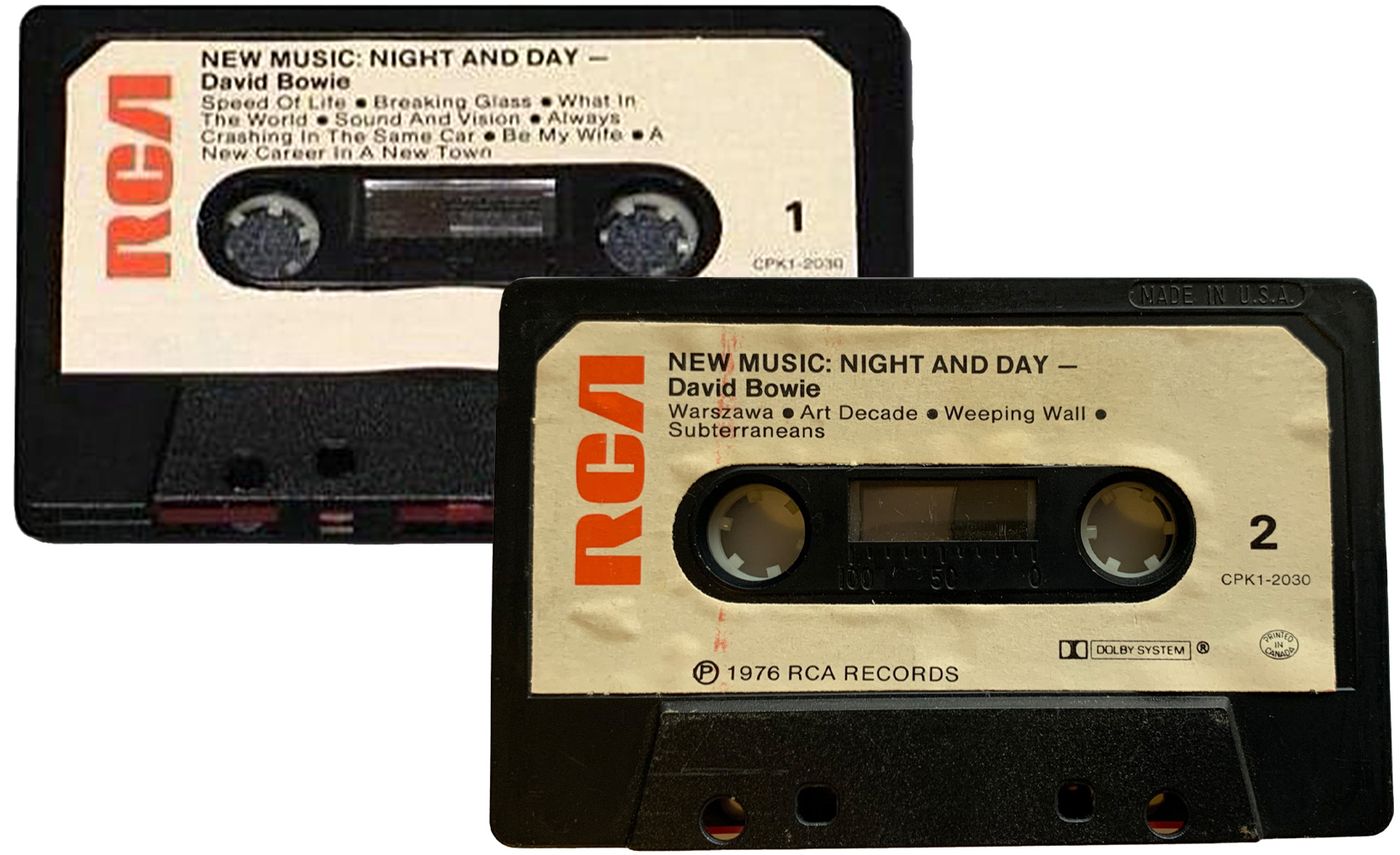 NEW MUSIC: NIGHT AND DAY —
David Bowie
Speed Of Life ● Breaking Glass ● What In
The World ● Sound And Vision ● Always
Crashing In The Same Car ● Be My Wife ● A
New Career In A New Town
RCA
1
CPK1-2030
MADE IN U.S.A.
NEW MUSIC: NIGHT AND DAY —
David Bowie
Warszawa ● Art Decade ● Weeping Wall ●
Subterraneans
RCA
100 50 0
2
CPK1-2030
DOLBY SYSTEM ®
PRINTED
IN
CANADA
Ⓟ 1976 RCA RECORDS